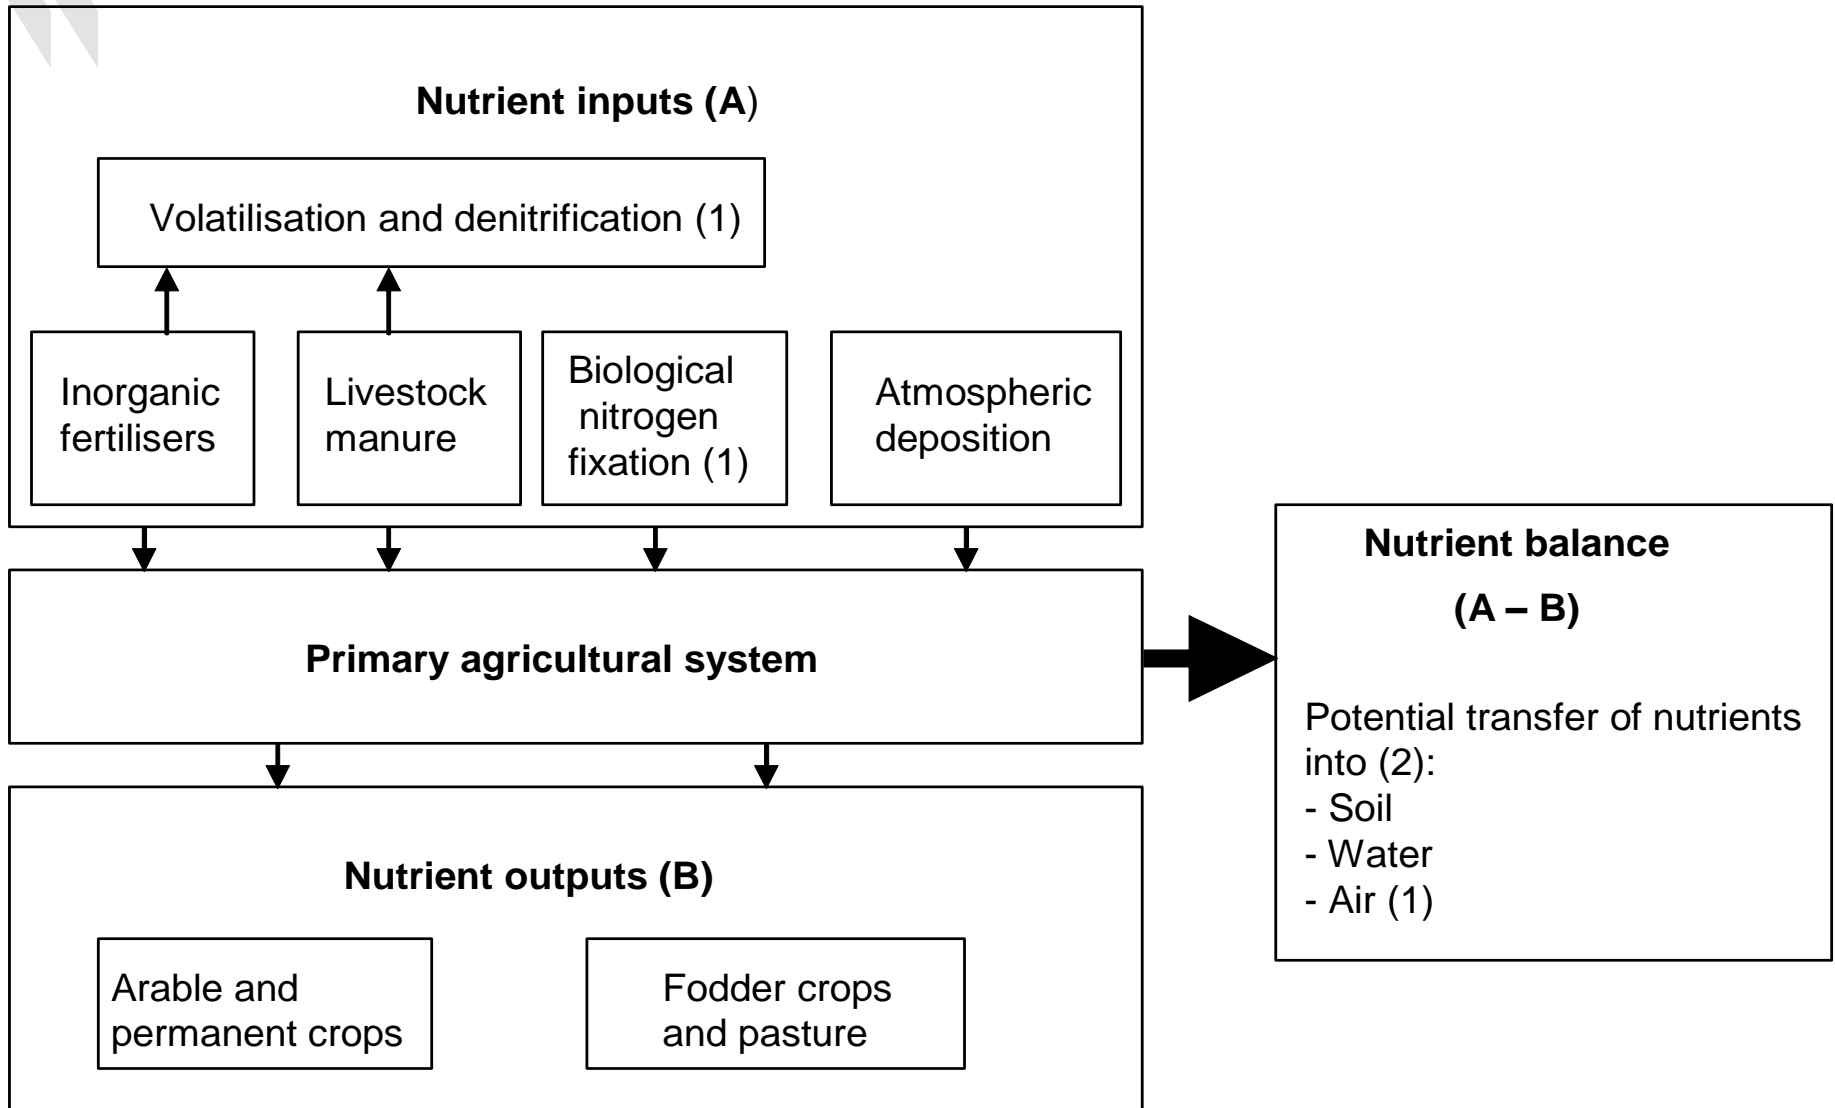 Nutrient inputs (A)
Volatilisation and denitrification (1)
Inorganic
fertilisers
Livestock
manure
Biological
nitrogen
fixation (1)
Atmospheric
deposition
Primary agricultural system
Nutrient balance
(A – B)
Potential transfer of nutrients
into (2):
- Soil
- Water
- Air (1)
Nutrient outputs (B)
Arable and
permanent crops
Fodder crops
and pasture